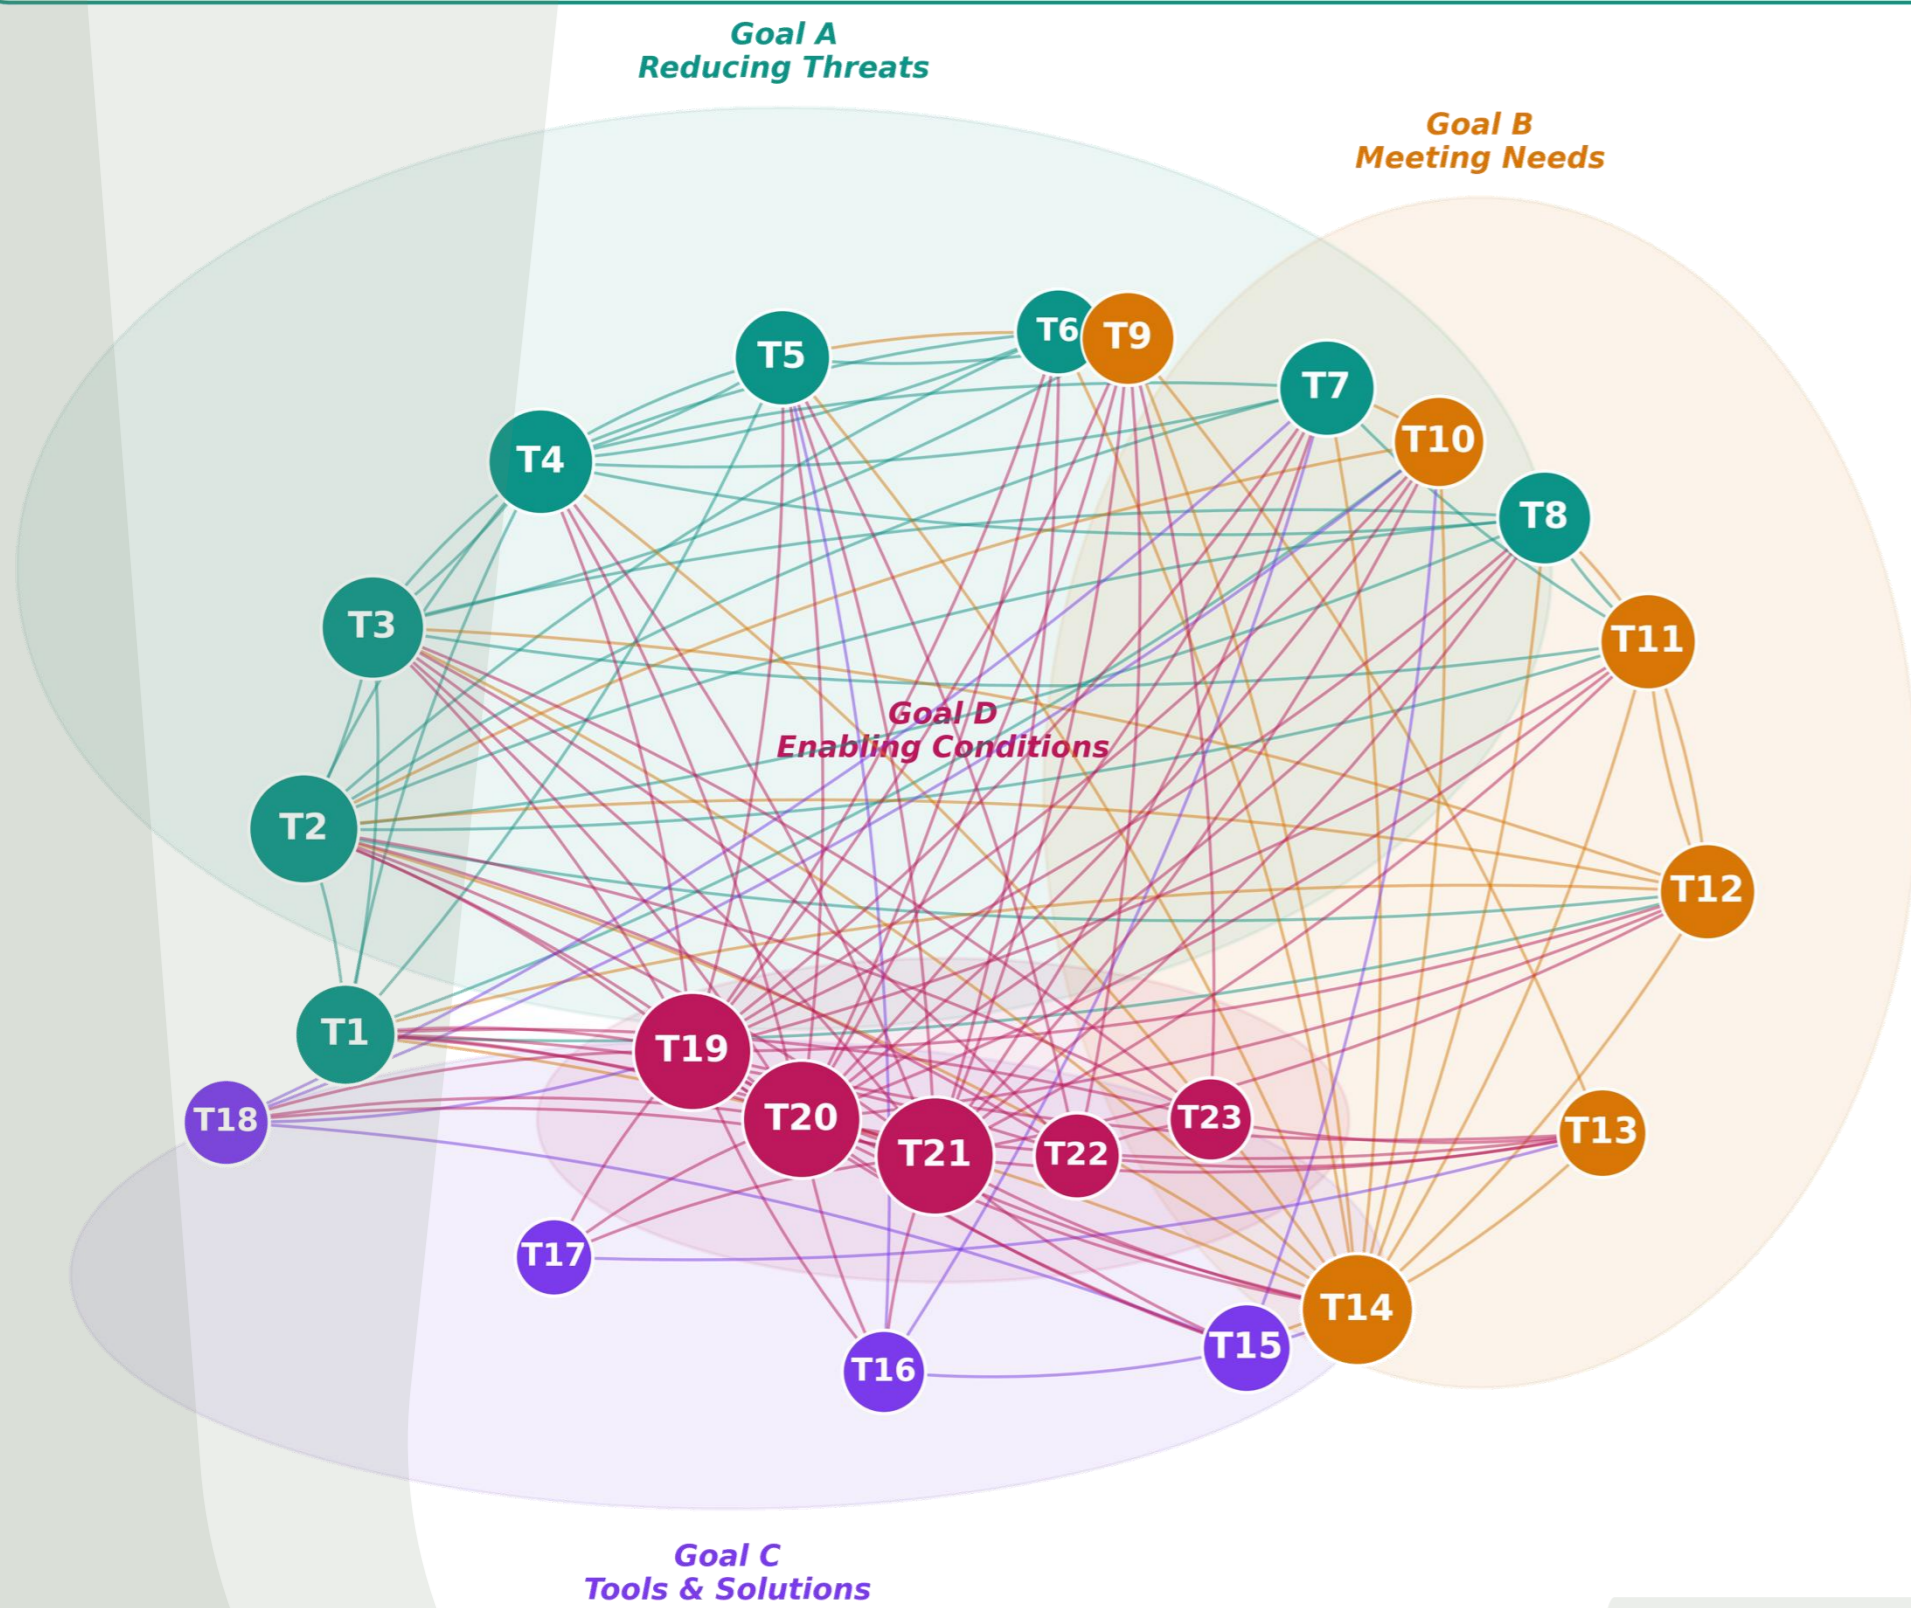 Goal A
Reducing Threats
Goal B
Meeting Needs
T6
T9
T5
T7
T10
T4
T8
T3
T11
Goal D
Enabling Conditions
T2
T12
T1
T19
T18
T20
T23
T13
T21
T22
T17
T14
T15
T16
Goal C
Tools & Solutions